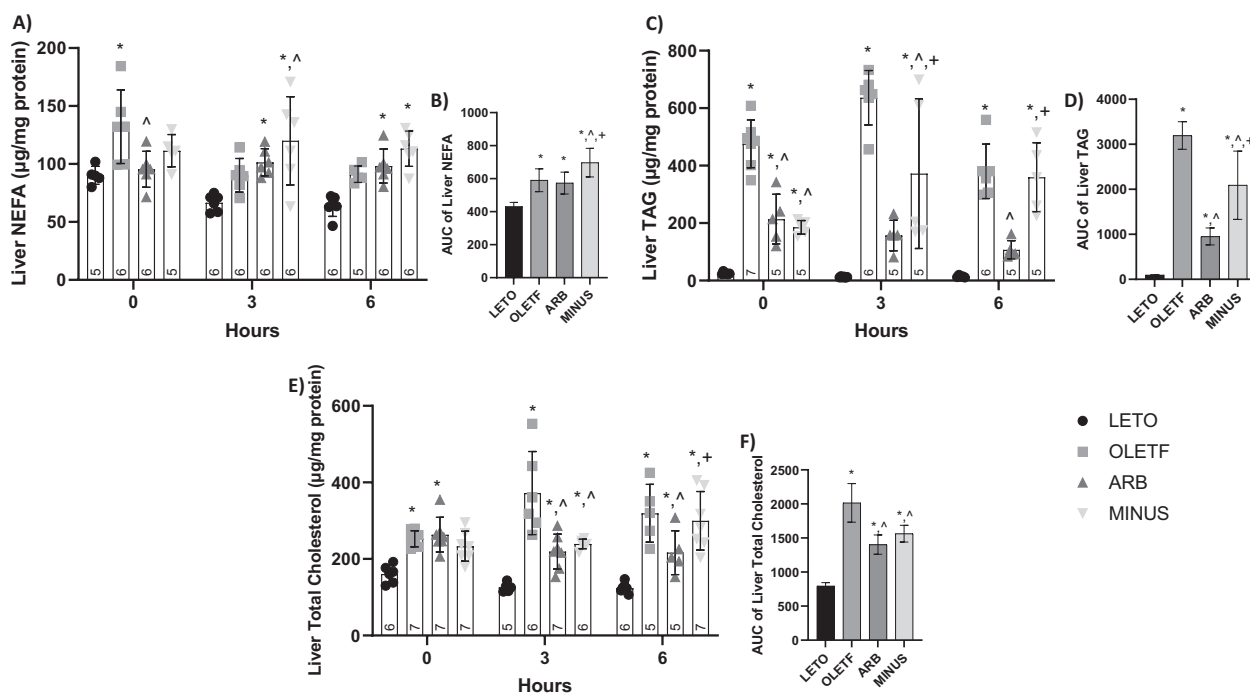 A)
Liver NEFA (µg/mg protein)
200
150
100
50
0
* ^ *,^ * * *
5 6 6 5 6 6 6 6 6 5 6 6
0 3 6
Hours
B)
AUC of Liver NEFA
1000
800
600
400
200
0
* * *,^,+
LETO OLETF ARB MINUS
C)
Liver TAG (µg/mg protein)
800
600
400
200
0
* *,^ *,^ * *,^,+ * ^ *,+
7 5 5 6 5 5 6 5 5
0 3 6
Hours
D)
AUC of Liver TAG
4000
3000
2000
1000
0
* *,^ *,^,+
LETO OLETF ARB MINUS
E)
Liver Total Cholesterol (µg/mg protein)
600
400
200
0
* * * *,^ *,^ * *,^ *,+
6 7 7 7 5 6 7 6 6 5 5 7
0 3 6
Hours
F)
AUC of Liver Total Cholesterol
2500
2000
1500
1000
500
0
* *,^ *,^
LETO OLETF ARB MINUS
LETO
OLETF
ARB
MINUS